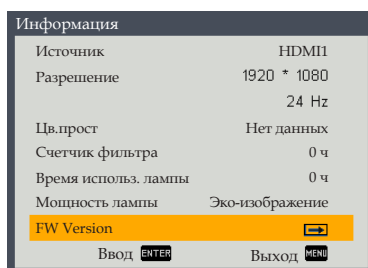 Информация
Источник HDMI1
Разрешение 1920 * 1080
24 Hz
Цв.прост Нет данных
Счетчик фильтра 0 ч
Время использ. лампы 0 ч
Мощность лампы Эко-изображение
FW Version
Ввод ENTER Выход MENU